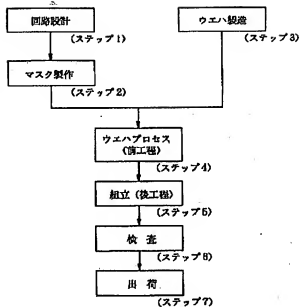 回路設計
(ステップ1)
ウエハ製造
(ステップ3)
マスク製作
(ステップ2)
ウエハプロセス
(前工程)
(ステップ4)
組立(後工程)
(ステップ5)
検 査
(ステップ6)
出 荷
(ステップ7)